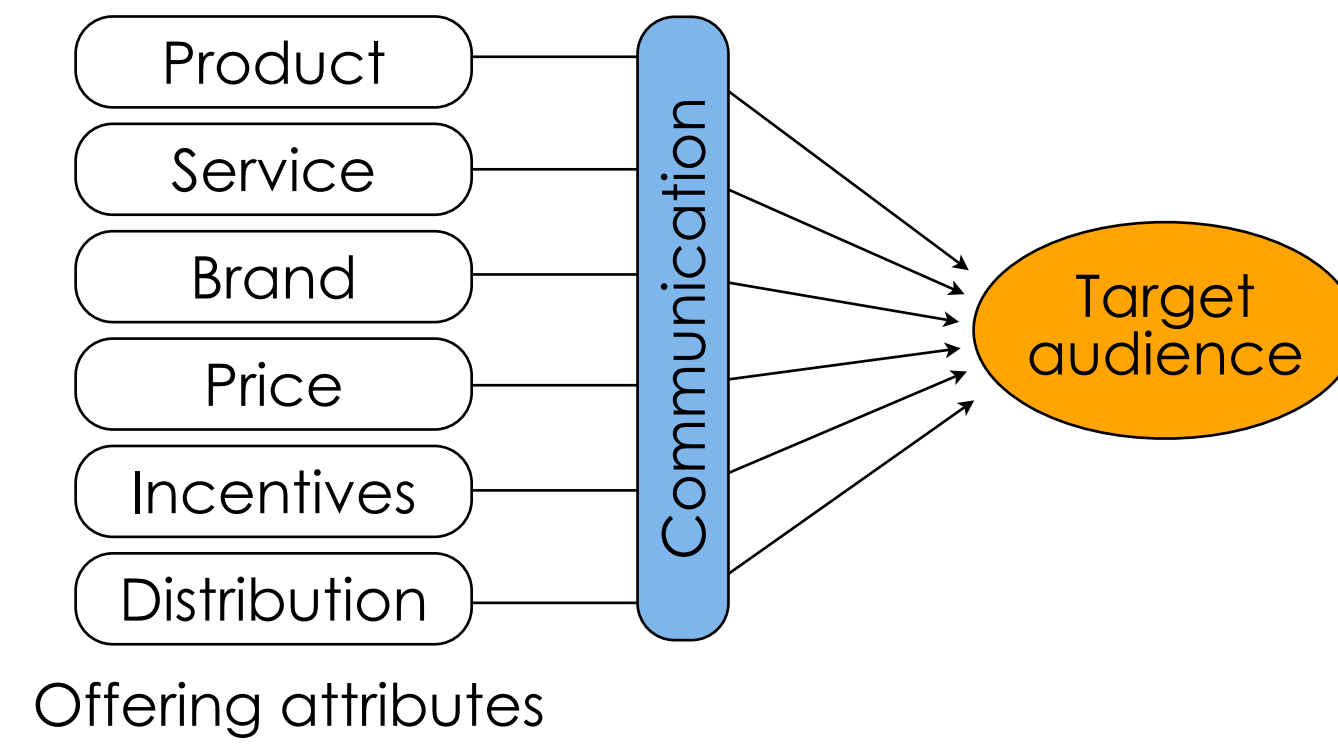 Product
Service
Brand
Price
Incentives
Distribution
Offering attributes
Communication
Target
audience